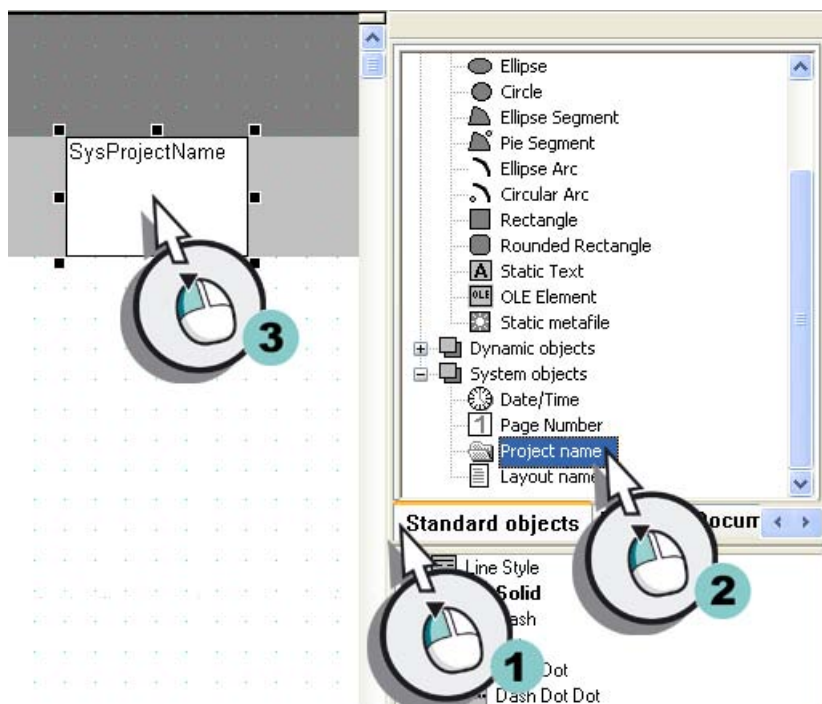 SysProjectName
3
Ellipse
Circle
Ellipse Segment
Pie Segment
Ellipse Arc
Circular Arc
Rectangle
Rounded Rectangle
A Static Text
OLE OLE Element
Static metafile
Dynamic objects
System objects
Date/Time
1 Page Number
Project name
Layout name
Standard objects
2
Line Style
Solid
1
Dot
Dash Dot Dot